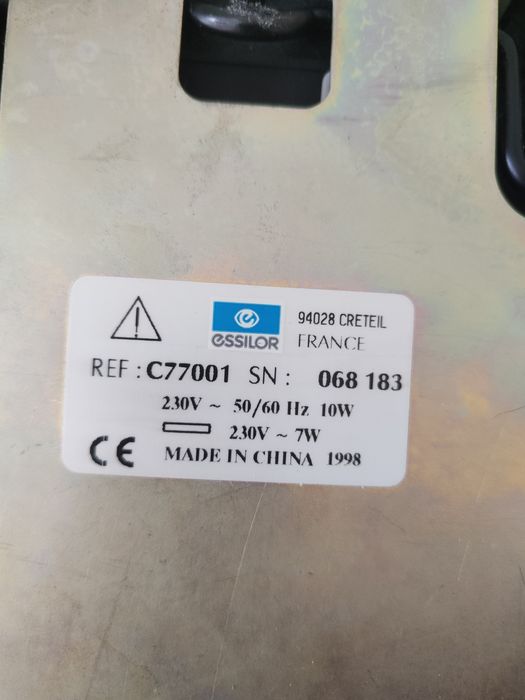 essilor
94028 CRETEIL
FRANCE
REF : C77001 SN : 068 183
230V ~ 50/60 Hz 10W
230V ~ 7W
CE MADE IN CHINA 1998